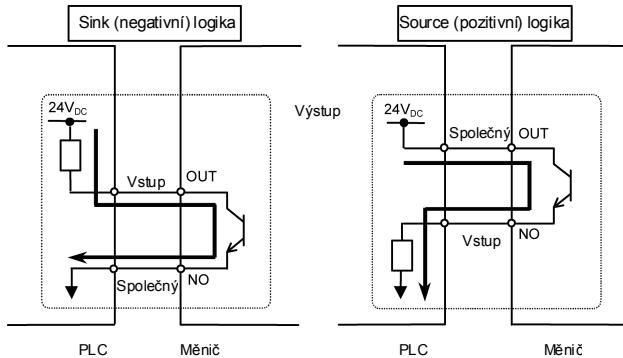 Sink (negativní) logika
Source (pozitivní) logika
Výstup
24VDC
Vstup
OUT
Společný
NO
24VDC
Společný
OUT
Vstup
NO
PLC
Měnič
PLC
Měnič